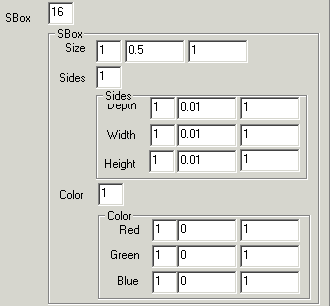 SBox 16
SBox
Size 1 0.5 1
Sides 1
Sides
Depth 1 0.01 1
Width 1 0.01 1
Height 1 0.01 1
Color 1
Color
Red 1 0 1
Green 1 0 1
Blue 1 0 1